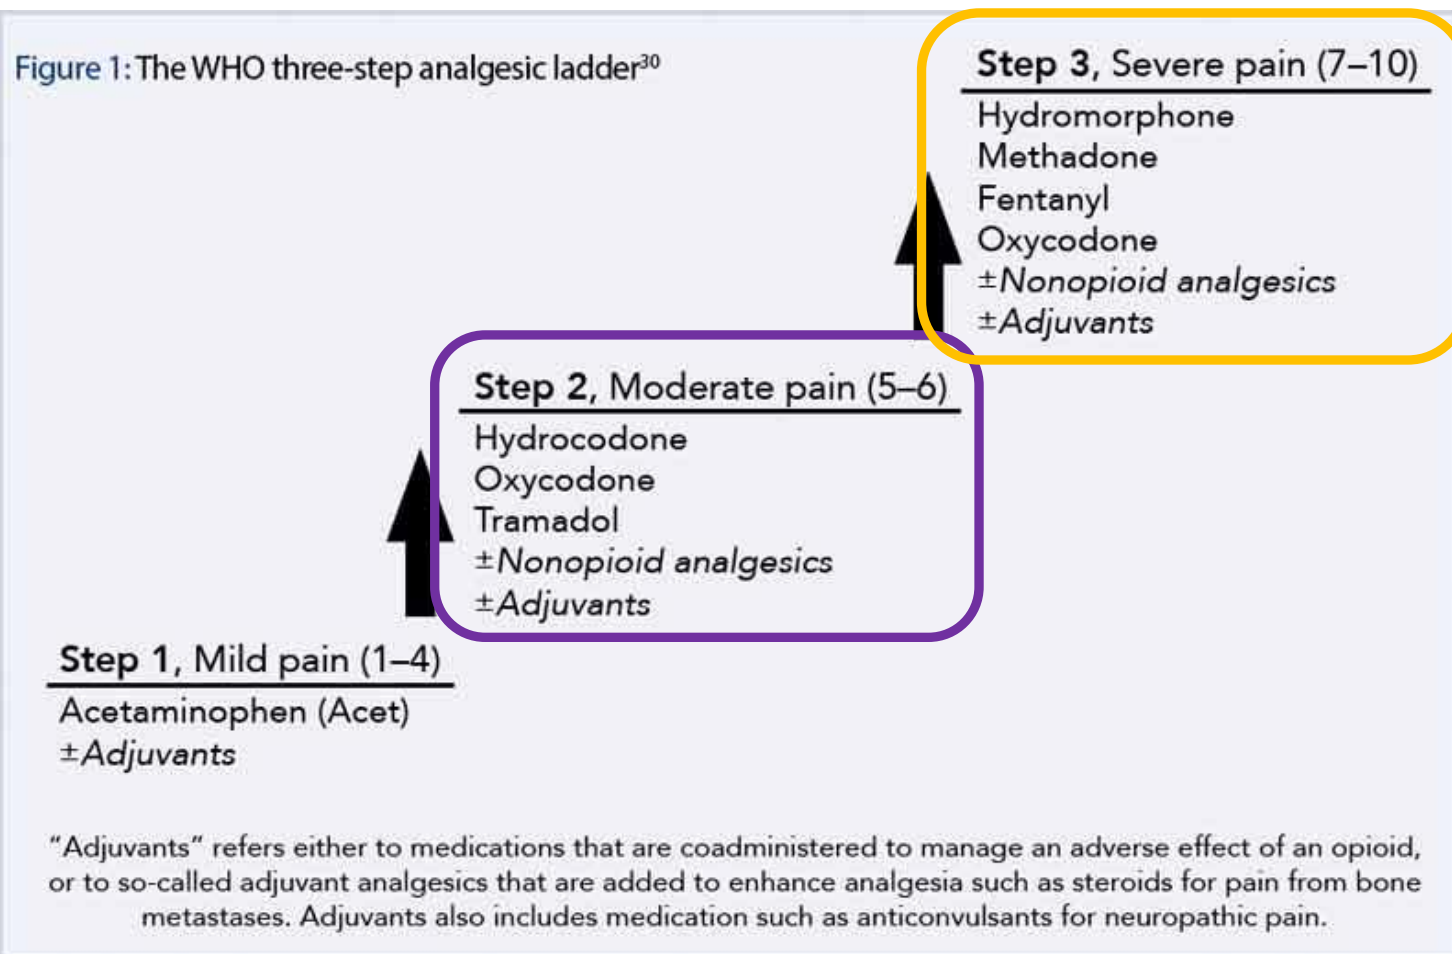 Figure 1: The WHO three-step analgesic ladder30
Step 3, Severe pain (7–10)
Hydromorphone
Methadone
Fentanyl
Oxycodone
±Nonopioid analgesics
±Adjuvants
Step 2, Moderate pain (5–6)
Hydrocodone
Oxycodone
Tramadol
±Nonopioid analgesics
±Adjuvants
Step 1, Mild pain (1–4)
Acetaminophen (Acet)
±Adjuvants
“Adjuvants” refers either to medications that are coadministered to manage an adverse effect of an opioid,
or to so-called adjuvant analgesics that are added to enhance analgesia such as steroids for pain from bone
metastases. Adjuvants also includes medication such as anticonvulsants for neuropathic pain.